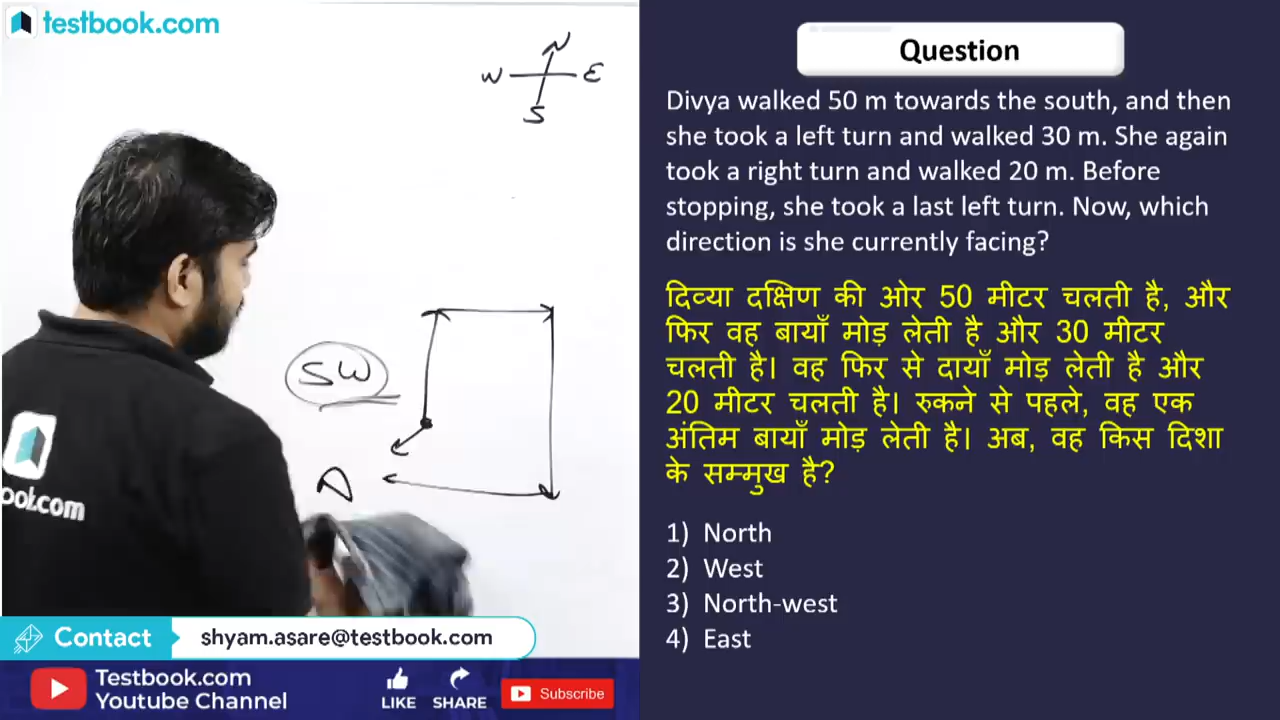 testbook.com
N
W E
S
SW
A
ook.com
Question
Divya walked 50 m towards the south, and then
she took a left turn and walked 30 m. She again
took a right turn and walked 20 m. Before
stopping, she took a last left turn. Now, which
direction is she currently facing?
दिव्या दक्षिण की ओर 50 मीटर चलती है, और
फिर वह बायाँ मोड़ लेती है और 30 मीटर
चलती है। वह फिर से दायाँ मोड़ लेती है और
20 मीटर चलती है। रुकने से पहले, वह एक
अंतिम बायाँ मोड़ लेती है। अब, वह किस दिशा
के सम्मुख है?
1) North
2) West
3) North-west
4) East
Contact shyam.asare@testbook.com
Testbook.com
Youtube Channel
LIKE SHARE Subscribe